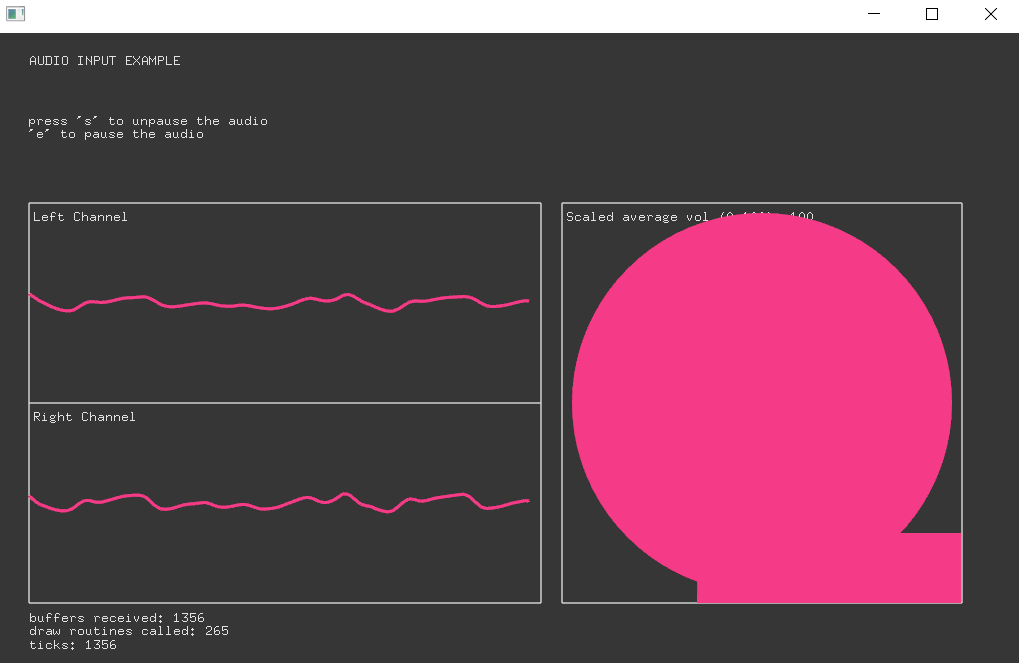 AUDIO INPUT EXAMPLE
press 's' to unpause the audio
'e' to pause the audio
Left Channel
Scaled average vol (0-100): 100
Right Channel
buffers received: 1356
draw routines called: 265
ticks: 1356